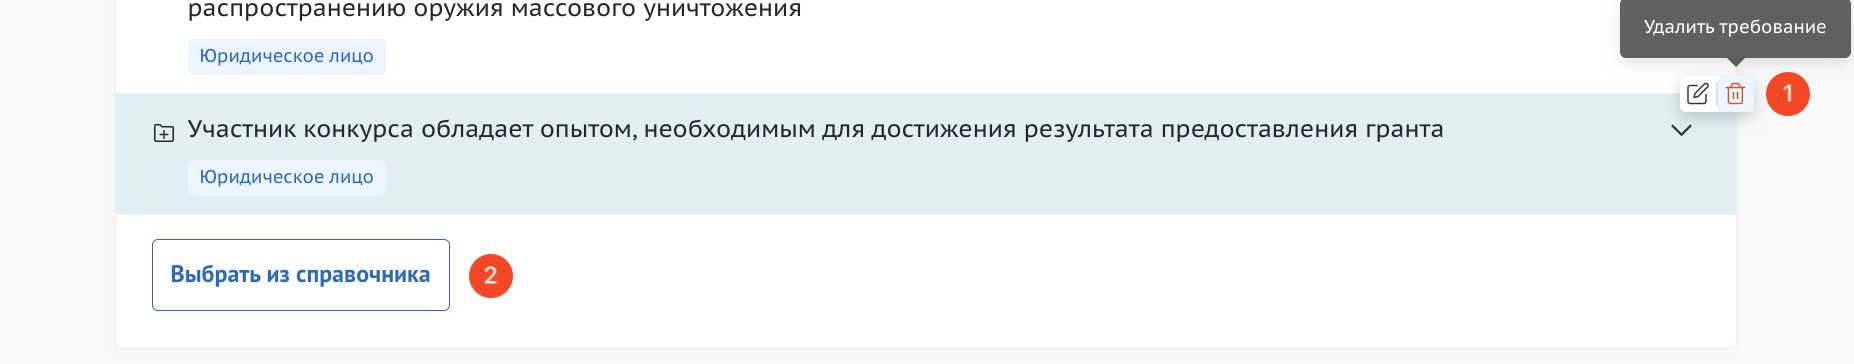 распространению оружия массового уничтожения
Удалить требование
Юридическое лицо
1
Участник конкурса обладает опытом, необходимым для достижения результата предоставления гранта
Юридическое лицо
Выбрать из справочника
2